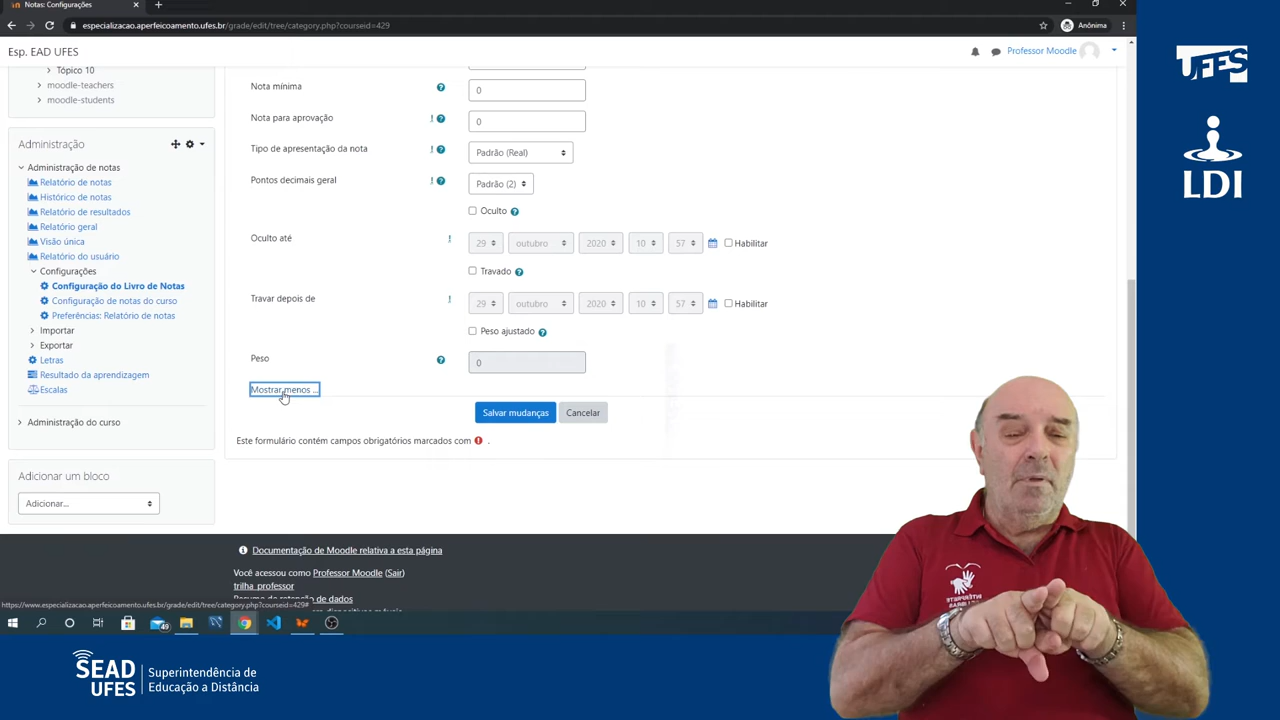 Notas: Configurações
especializacao.aperfeicoamento.ufes.br/grade/edit/tree/category.php?courseid=429
Anônima
Esp. EAD UFES
Professor Moodle
Tópico 10
moodle-teachers
moodle-students
Administração
Administração de notas
Relatório de notas
Histórico de notas
Relatório de resultados
Relatório geral
Visão única
Relatório do usuário
Configurações
Configuração do Livro de Notas
Configuração de notas do curso
Preferências: Relatório de notas
Importar
Exportar
Letras
Resultado da aprendizagem
Escalas
Administração do curso
Adicionar um bloco
Adicionar...
Nota mínima
0
Nota para aprovação
0
Tipo de apresentação da nota
Padrão (Real)
Pontos decimais geral
Padrão (2)
Oculto
Oculto até
29 outubro 2020 10 57 Habilitar
Travado
Travar depois de
29 outubro 2020 10 57 Habilitar
Peso ajustado
Peso
0
Mostrar menos ...
Salvar mudanças Cancelar
Este formulário contém campos obrigatórios marcados com .
Documentação de Moodle relativa a esta página
Você acessou como Professor Moodle (Sair)
trilha_professor
Resumo de retenção de dados
https://www.especializacao.aperfeicoamento.ufes.br/grade/edit/tree/category.php?courseid=429#
49
UFES
LDI
SEAD
UFES
Superintendência de
Educação a Distância